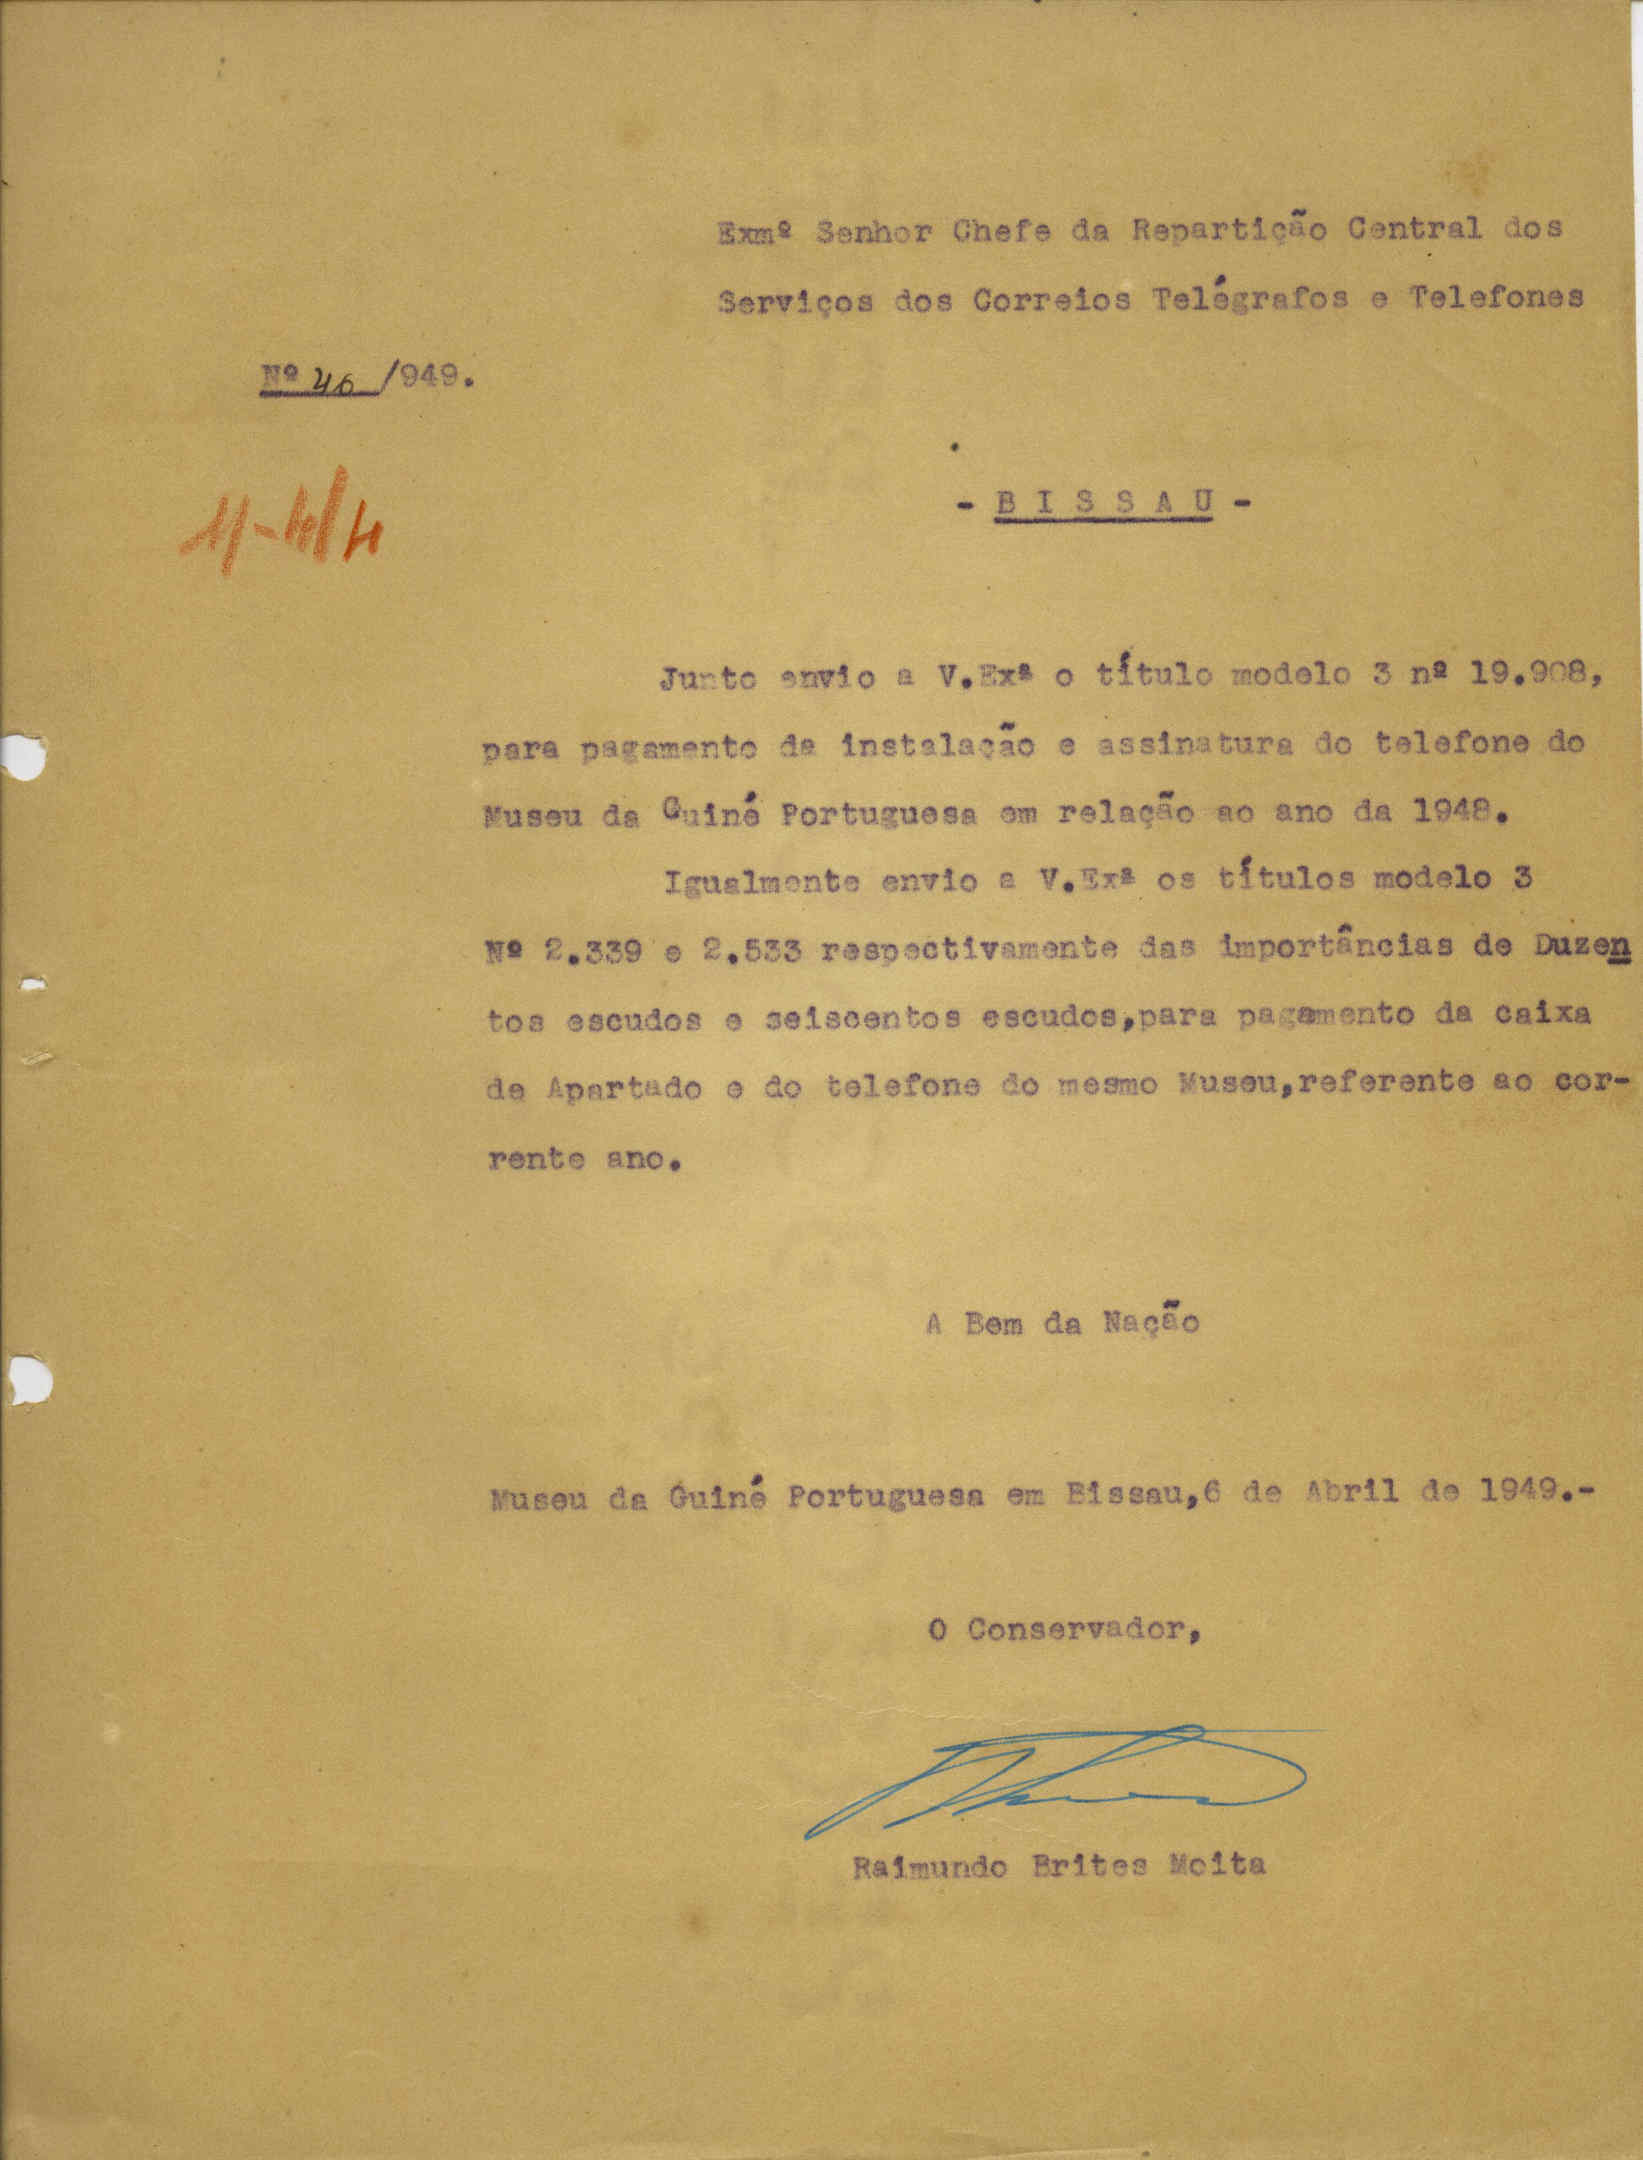 Exmº Senhor Chefe da Repartição Central dos
Serviços dos Correios Telégrafos e Telefones
Nº 46 /949.
- B I S S A U -
Junto envio a V.Exª o título modelo 3 nº 19.908,
para pagamento da instalação e assinatura do telefone do
Museu da Guiné Portuguesa em relação ao ano da 1948.
Igualmente envio a V.Exª os títulos modelo 3
Nº 2.339 e 2.533 respectivamente das importâncias de Duzen
tos escudos e seiscentos escudos,para pagamento da caixa
de Apartado e do telefone do mesmo Museu,referente ao cor-
rente ano.
A Bem da Nação
Museu da Guiné Portuguesa em Bissau,6 de Abril de 1949.-
O Conservador,
Raimundo Brites Moita